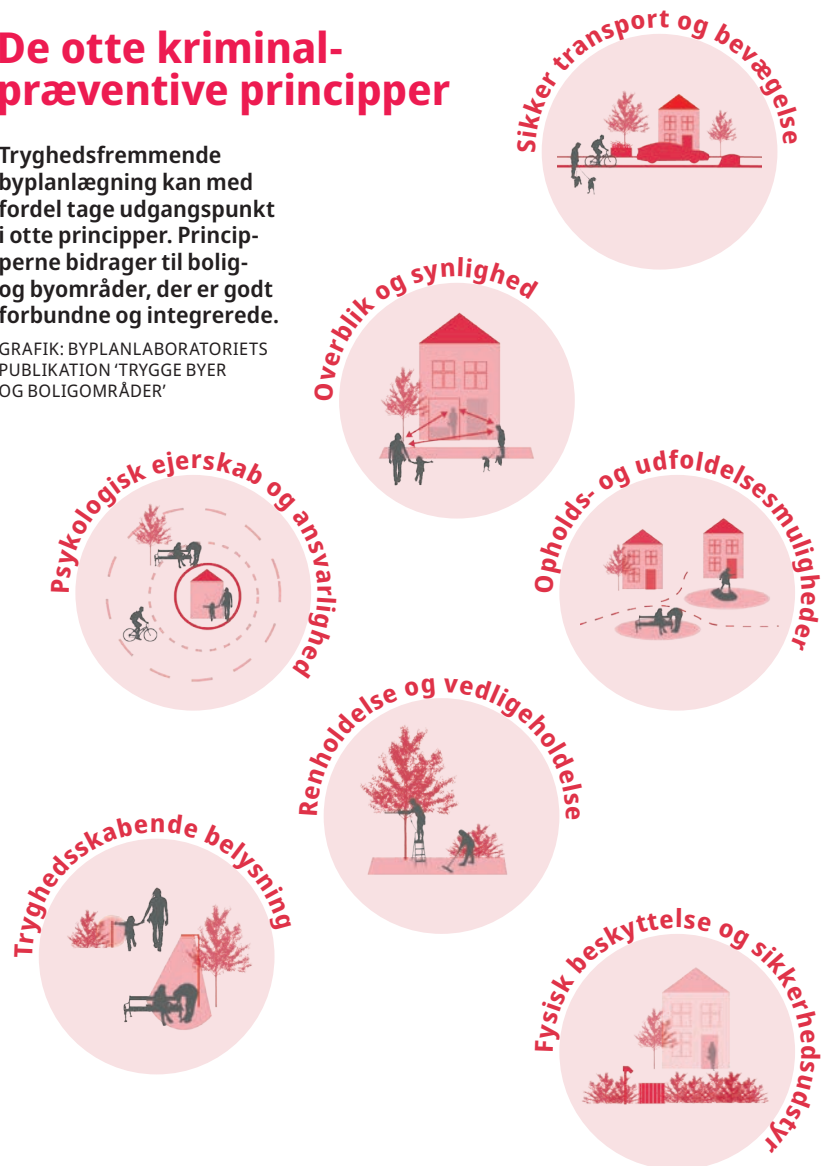 De otte kriminal-
præventive principper
Tryghedsfremmende
byplanlægning kan med
fordel tage udgangspunkt
i otte principper. Princip-
perne bidrager til bolig-
og byområder, der er godt
forbundne og integrerede.
GRAFIK: BYPLANLABORATORIETS
PUBLIKATION ‘TRYGGE BYER
OG BOLIGOMRÅDER’
Sikker transport og bevægelse
Overblik og synlighed
Psykologisk ejerskab og ansvarlighed
Opholds- og udfoldelsesmuligheder
Renholdelse og vedligeholdelse
Tryghedsskabende belysning
Fysisk beskyttelse og sikkerhedsudstyr